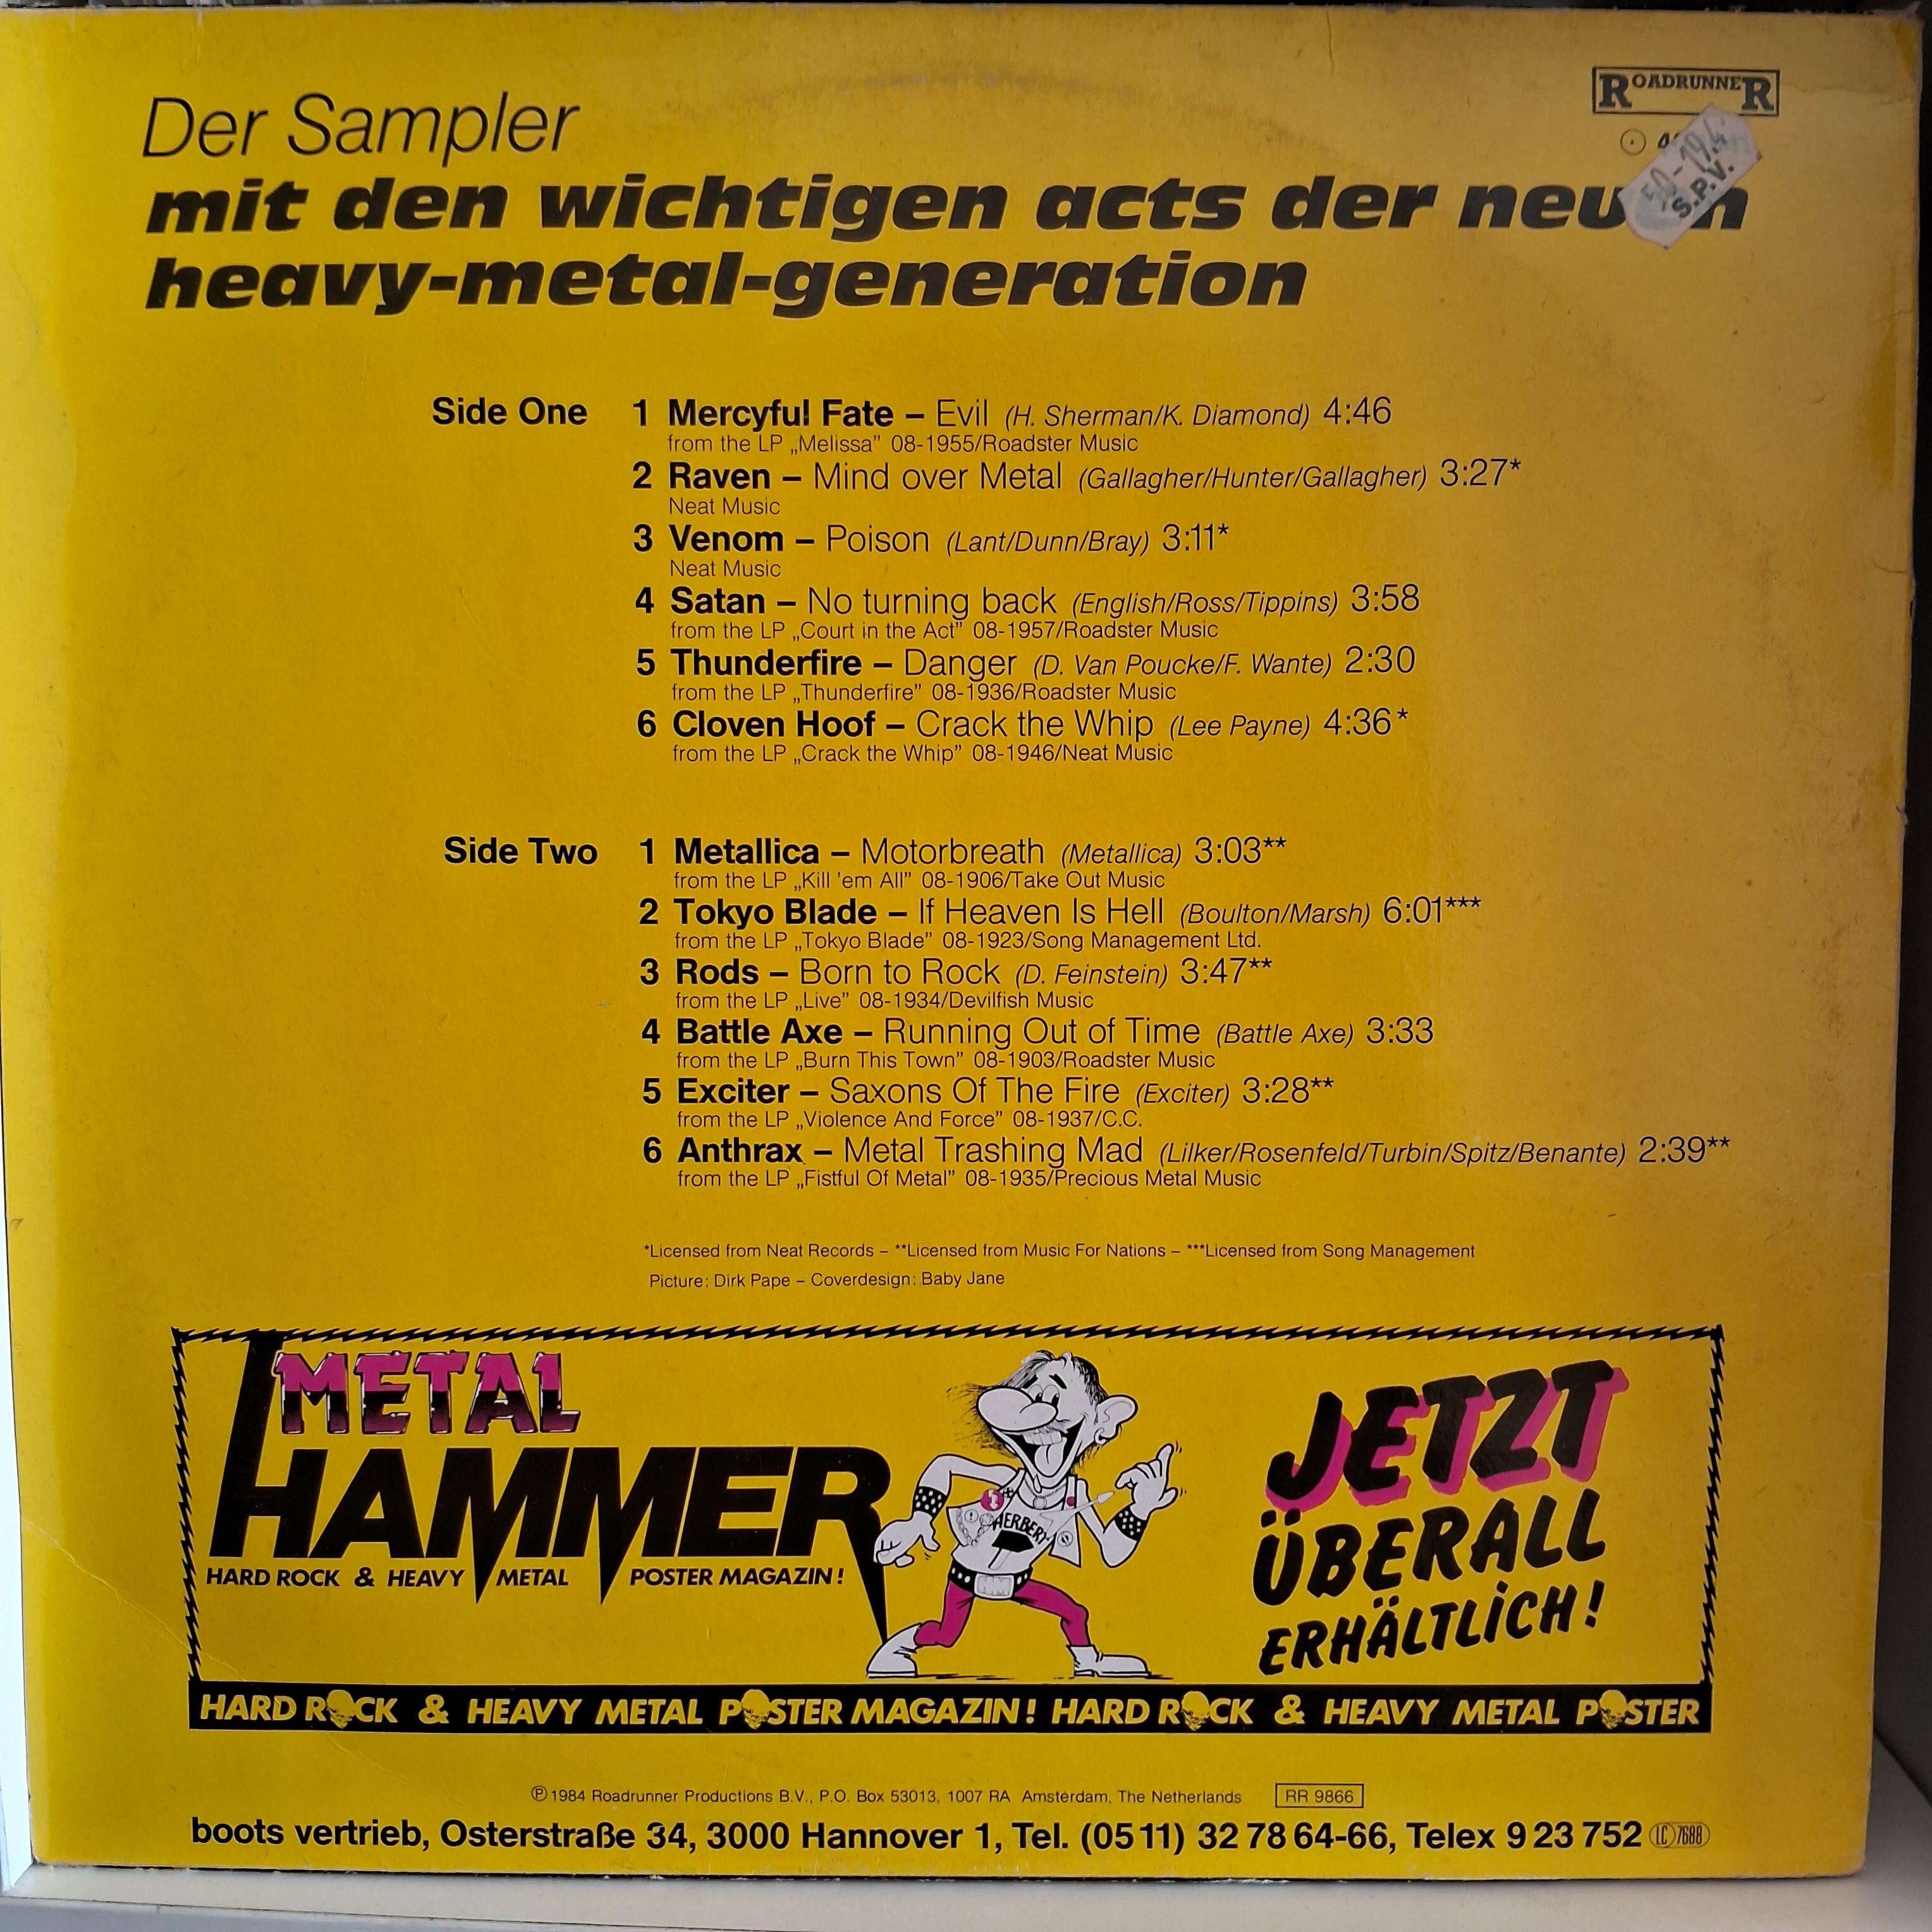 Der Sampler
ROADRUNNER
50-19.4
S.P.V.
mit den wichtigen acts der
heavy-metal-generation
Side One
1 Mercyful Fate – Evil (H. Sherman/K. Diamond) 4:46
from the LP „Melissa” 08-1955/Roadster Music
2 Raven – Mind over Metal (Gallagher/Hunter/Gallagher) 3:27*
Neat Music
3 Venom – Poison (Lant/Dunn/Bray) 3:11*
Neat Music
4 Satan – No turning back (English/Ross/Tippins) 3:58
from the LP „Court in the Act” 08-1957/Roadster Music
5 Thunderfire – Danger (D. Van Poucke/F. Wante) 2:30
from the LP „Thunderfire” 08-1936/Roadster Music
6 Cloven Hoof – Crack the Whip (Lee Payne) 4:36*
from the LP „Crack the Whip” 08-1946/Neat Music
Side Two
1 Metallica – Motorbreath (Metallica) 3:03**
from the LP „Kill 'em All” 08-1906/Take Out Music
2 Tokyo Blade – If Heaven Is Hell (Boulton/Marsh) 6:01***
from the LP „Tokyo Blade” 08-1923/Song Management Ltd.
3 Rods – Born to Rock (D. Feinstein) 3:47**
from the LP „Live” 08-1934/Devilfish Music
4 Battle Axe – Running Out of Time (Battle Axe) 3:33
from the LP „Burn This Town” 08-1903/Roadster Music
5 Exciter – Saxons Of The Fire (Exciter) 3:28**
from the LP „Violence And Force” 08-1937/C.C.
6 Anthrax – Metal Trashing Mad (Lilker/Rosenfeld/Turbin/Spitz/Benante) 2:39**
from the LP „Fistful Of Metal” 08-1935/Precious Metal Music
*Licensed from Neat Records – **Licensed from Music For Nations – ***Licensed from Song Management
Picture: Dirk Pape – Coverdesign: Baby Jane
METAL
HAMMER
HARD ROCK & HEAVY METAL POSTER MAGAZIN!
HERBERT
JETZT
ÜBERALL
ERHÄLTLICH!
HARD ROCK & HEAVY METAL POSTER MAGAZIN! HARD ROCK & HEAVY METAL POSTER
℗ 1984 Roadrunner Productions B.V., P.O. Box 53013, 1007 RA Amsterdam, The Netherlands RR 9866
boots vertrieb, Osterstraße 34, 3000 Hannover 1, Tel. (05 11) 32 78 64-66, Telex 9 23 752 LC 7688